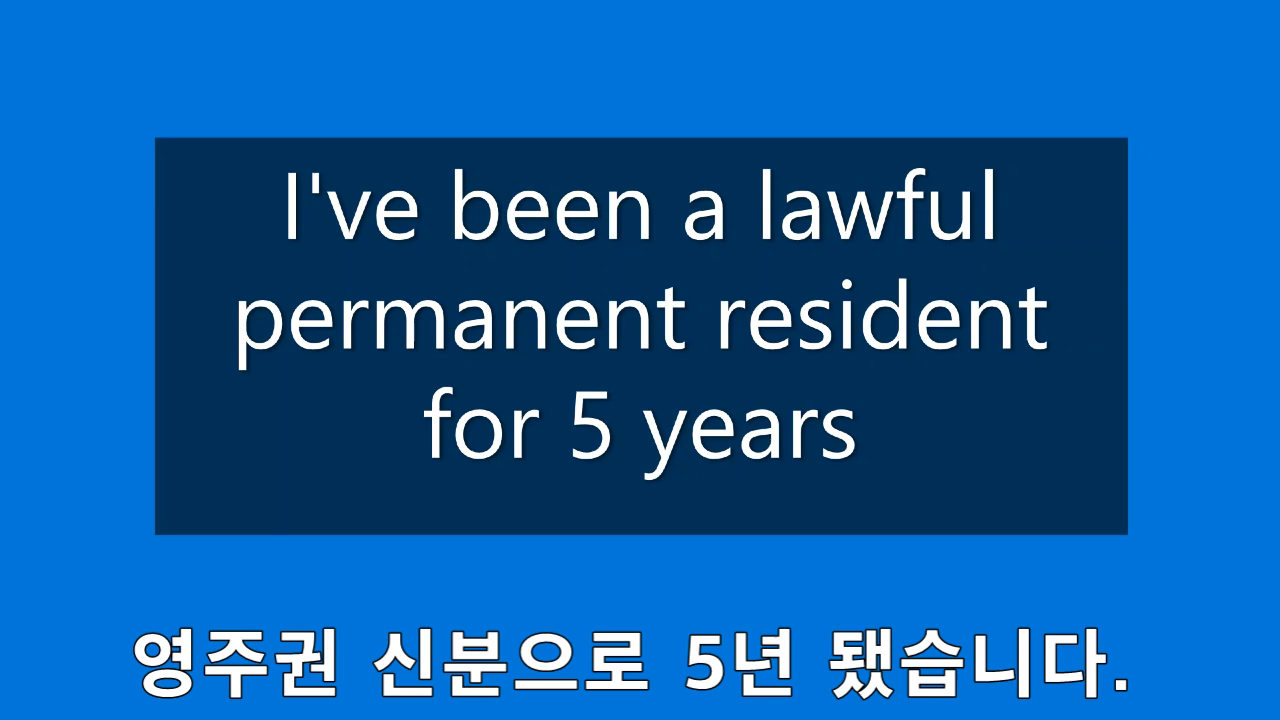 I've been a lawful
permanent resident
for 5 years
영주권 신분으로 5년 됐습니다.